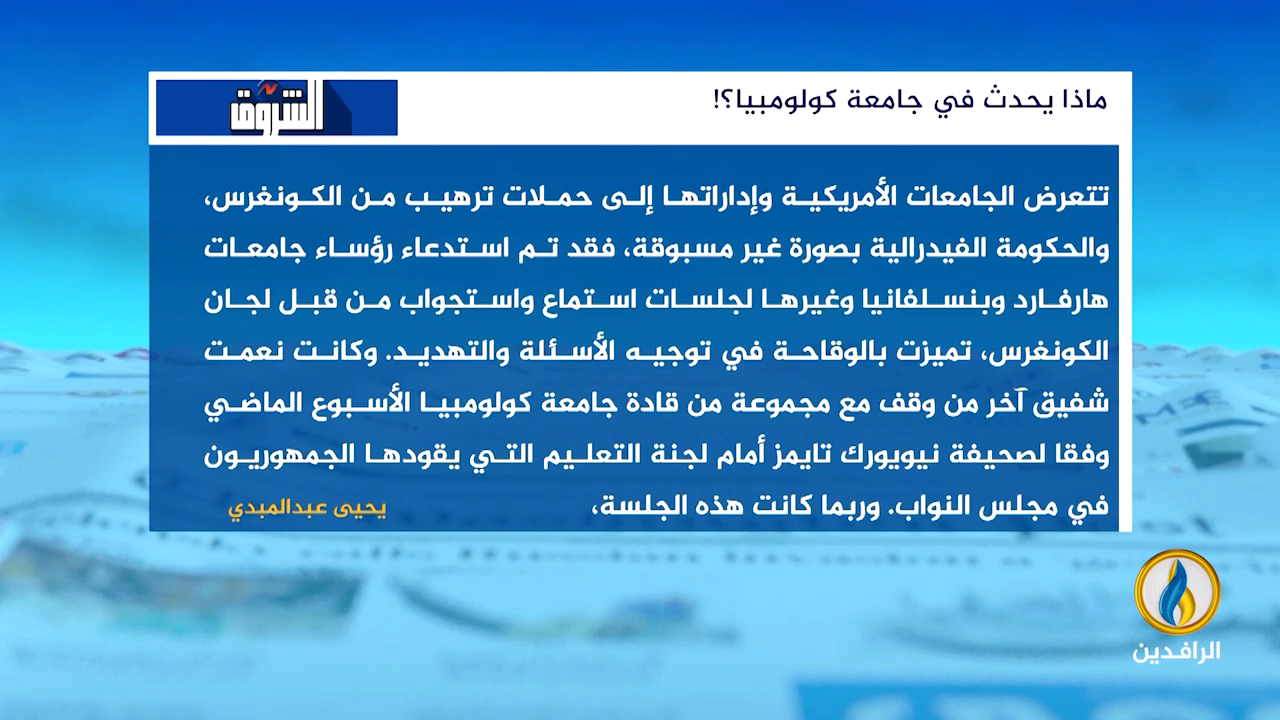 ماذا يحدث في جامعة كولومبيا؟!
الشروق
تتعرض الجامعات الأمريكية وإداراتها إلى حملات ترهيب من الكونغرس،
والحكومة الفيدرالية بصورة غير مسبوقة، فقد تم استدعاء رؤساء جامعات
هارفارد وبنسلفانيا وغيرها لجلسات استماع واستجواب من قبل لجان
الكونغرس، تميزت بالوقاحة في توجيه الأسئلة والتهديد. وكانت نعمت
شفيق آخر من وقف مع مجموعة من قادة جامعة كولومبيا الأسبوع الماضي
وفقا لصحيفة نيويورك تايمز أمام لجنة التعليم التي يقودها الجمهوريون
في مجلس النواب. وربما كانت هذه الجلسة،
يحيى عبدالمبدي
الرافدين